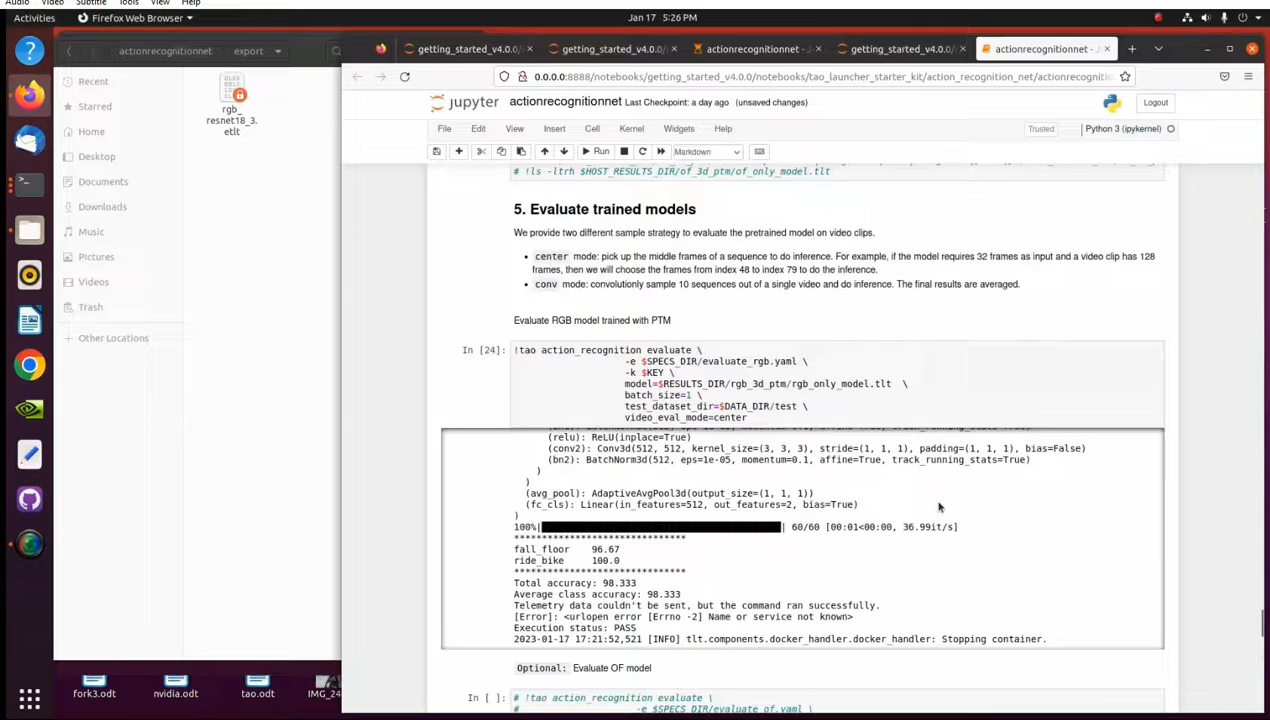 Audio Video Subtitle Tools View Help
Activities Firefox Web Browser Jan 17 5:26 PM
actionrecognitionnet export
getting_started_v4.0.0/ getting_started_v4.0.0/ actionrecognitionnet - J getting_started_v4.0.0/ actionrecognitionnet - J
0.0.0.0:8888/notebooks/getting_started_v4.0.0/notebooks/tao_launcher_starter_kit/action_recognition_net/actionrecogniti
Recent
Starred
Home
Desktop
Documents
Downloads
Music
Pictures
Videos
Trash
Other Locations
rgb_
resnet18_3.
etlt
jupyter actionrecognitionnet Last Checkpoint: a day ago (unsaved changes) Logout
File Edit View Insert Cell Kernel Widgets Help Trusted Python 3 (ipykernel)
Run Markdown
# !ls -ltrh $HOST_RESULTS_DIR/of_3d_ptm/of_only_model.tlt
5. Evaluate trained models
We provide two different sample strategy to evaluate the pretrained model on video clips.
• center mode: pick up the middle frames of a sequence to do inference. For example, if the model requires 32 frames as input and a video clip has 128
frames, then we will choose the frames from index 48 to index 79 to do the inference.
• conv mode: convolutionly sample 10 sequences out of a single video and do inference. The final results are averaged.
Evaluate RGB model trained with PTM
In [24]: !tao action_recognition evaluate \
-e $SPECS_DIR/evaluate_rgb.yaml \
-k $KEY \
model=$RESULTS_DIR/rgb_3d_ptm/rgb_only_model.tlt \
batch_size=1 \
test_dataset_dir=$DATA_DIR/test \
video_eval_mode=center
(relu): ReLU(inplace=True)
(conv2): Conv3d(512, 512, kernel_size=(3, 3, 3), stride=(1, 1, 1), padding=(1, 1, 1), bias=False)
(bn2): BatchNorm3d(512, eps=1e-05, momentum=0.1, affine=True, track_running_stats=True)
)
)
(avg_pool): AdaptiveAvgPool3d(output_size=(1, 1, 1))
(fc_cls): Linear(in_features=512, out_features=2, bias=True)
)
100%| | 60/60 [00:01<00:00, 36.99it/s]
*******************************
fall_floor 96.67
ride_bike 100.0
*******************************
Total accuracy: 98.333
Average class accuracy: 98.333
Telemetry data couldn't be sent, but the command ran successfully.
[Error]: <urlopen error [Errno -2] Name or service not known>
Execution status: PASS
2023-01-17 17:21:52,521 [INFO] tlt.components.docker_handler.docker_handler: Stopping container.
Optional: Evaluate OF model
In [ ]: # !tao action_recognition evaluate \
# -e $SPECS_DIR/evaluate_of.yaml \
fork3.odt nvidia.odt tao.odt IMG_24